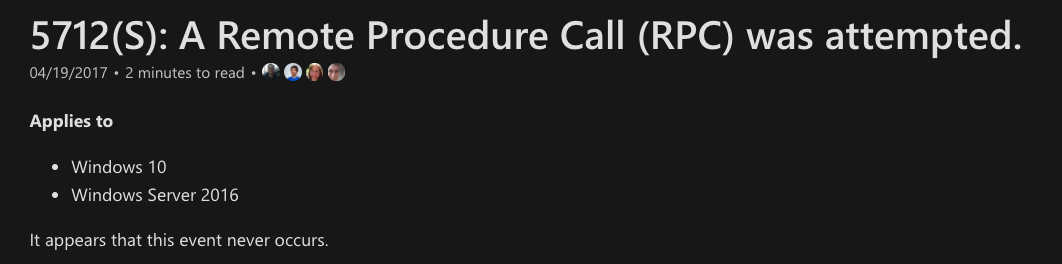 5712(S): A Remote Procedure Call (RPC) was attempted.
04/19/2017 • 2 minutes to read •
Applies to
• Windows 10
• Windows Server 2016
It appears that this event never occurs.